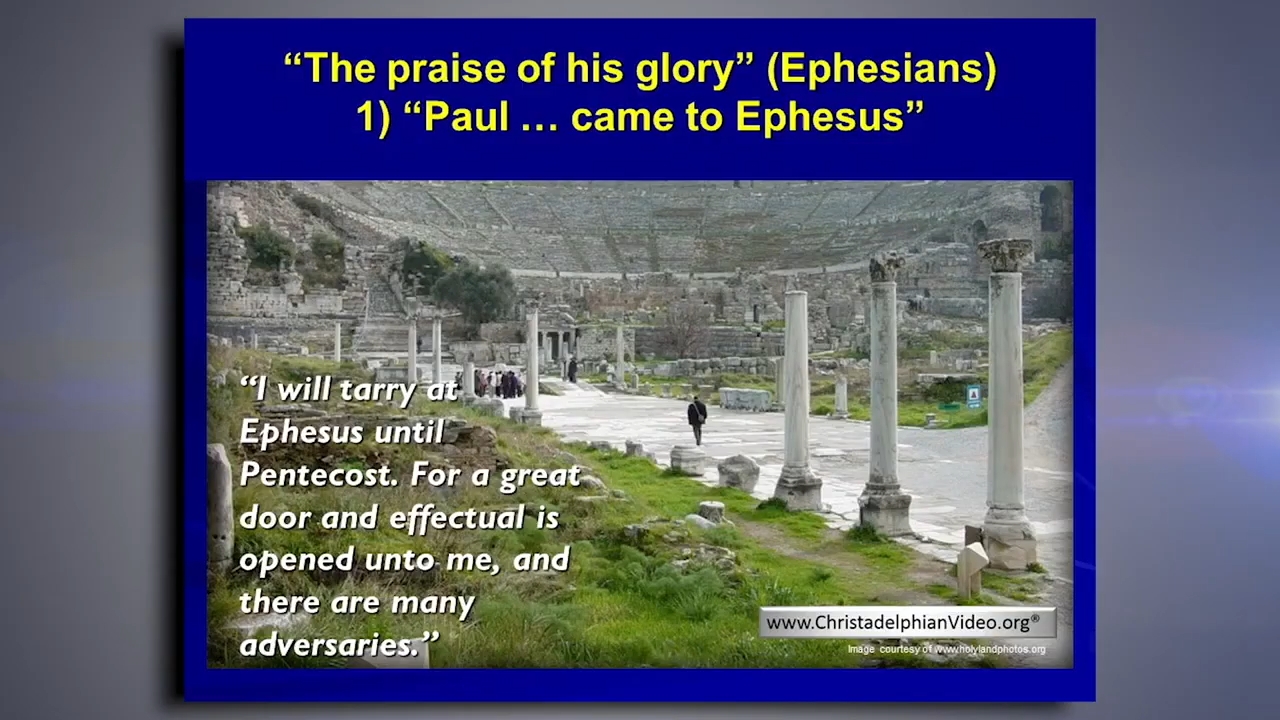 “The praise of his glory” (Ephesians)
1) “Paul … came to Ephesus”
“I will tarry at
Ephesus until
Pentecost. For a great
door and effectual is
opened unto me, and
there are many
adversaries.”
www.ChristadelphianVideo.org®
Image courtesy of www.holylandphotos.org